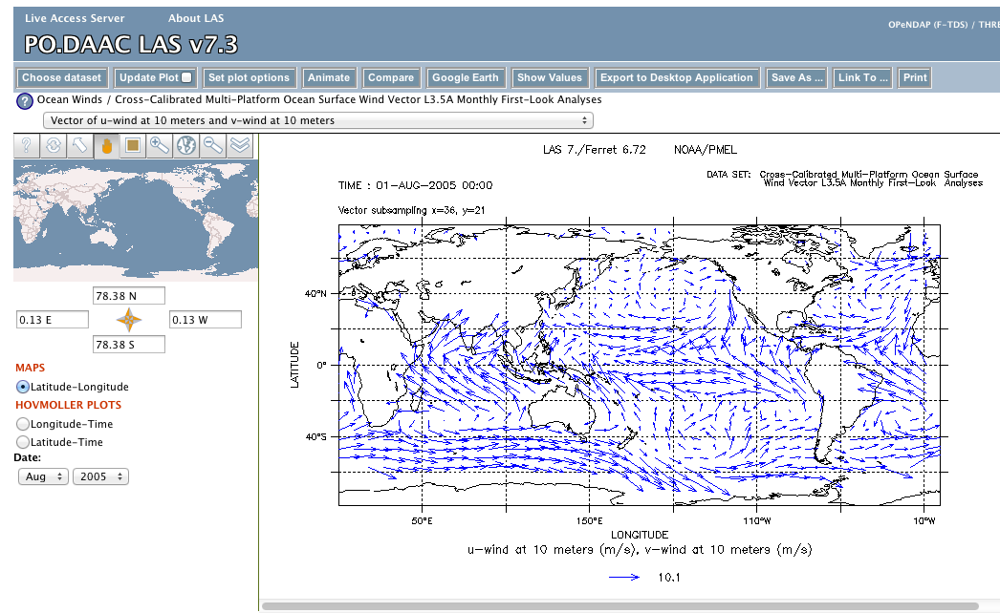 Live Access Server About LAS
OPeNDAP (F-TDS) / THRE
PO.DAAC LAS v7.3
Choose dataset Update Plot Set plot options Animate Compare Google Earth Show Values Export to Desktop Application Save As ... Link To ... Print
? Ocean Winds / Cross-Calibrated Multi-Platform Ocean Surface Wind Vector L3.5A Monthly First-Look Analyses
Vector of u-wind at 10 meters and v-wind at 10 meters
?
LAS 7./Ferret 6.72 NOAA/PMEL
DATA SET: Cross-Calibrated Multi-Platform Ocean Surface
Wind Vector L3.5A Monthly First-Look Analyses
TIME : 01-AUG-2005 00:00
Vector subsampling x=36, y=21
78.38 N
0.13 E 0.13 W
78.38 S
MAPS
Latitude-Longitude
HOVMOLLER PLOTS
Longitude-Time
Latitude-Time
Date:
Aug 2005
LATITUDE
40°N
0°
40°S
50°E 150°E 110°W 10°W
LONGITUDE
u-wind at 10 meters (m/s), v-wind at 10 meters (m/s)
10.1